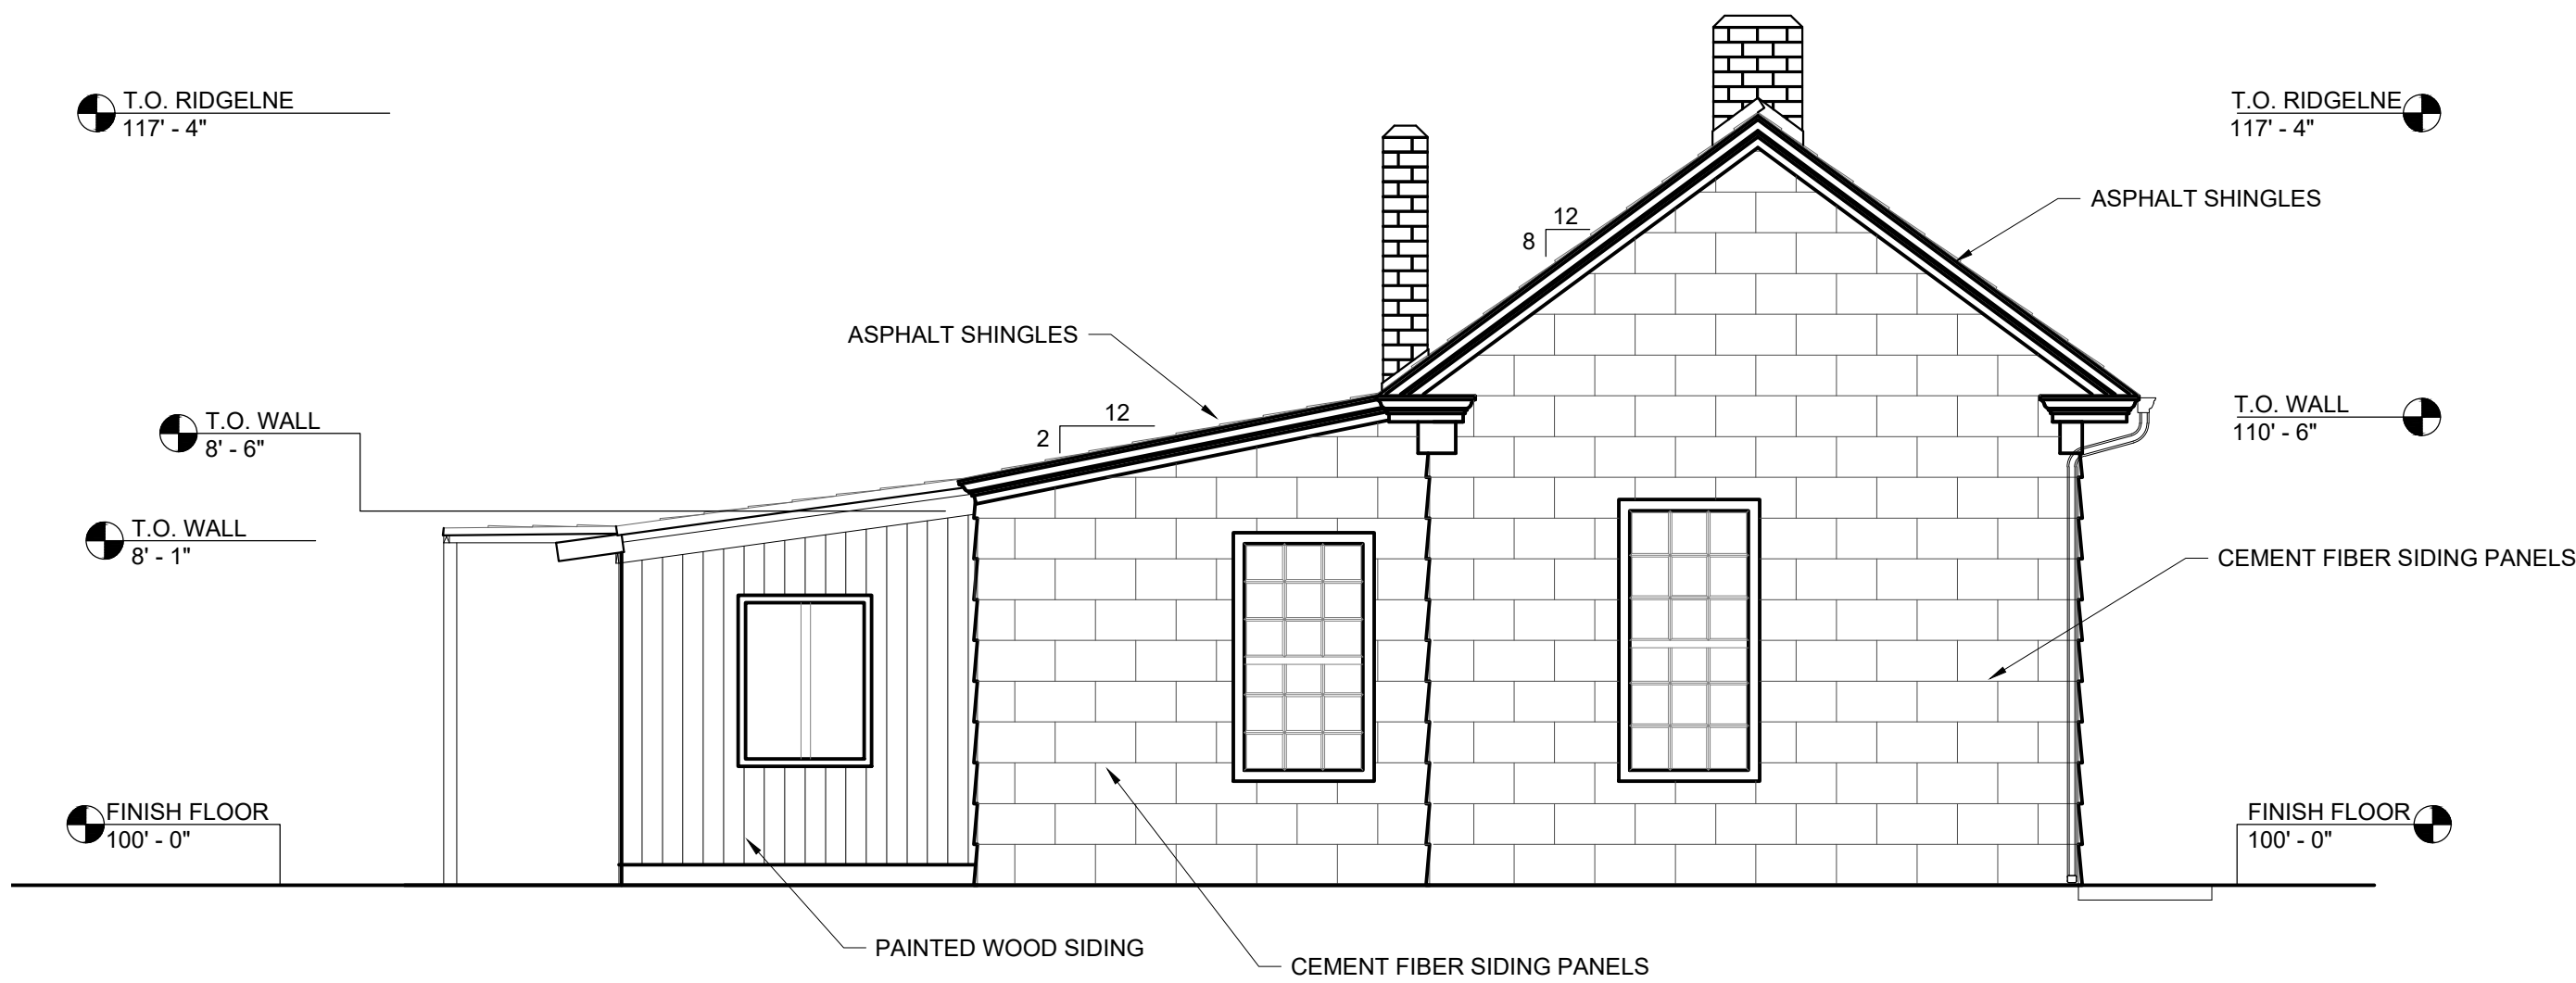 T.O. RIDGELNE
117' - 4"
T.O. RIDGELNE
117' - 4"
ASPHALT SHINGLES
12
8
ASPHALT SHINGLES
12
2
T.O. WALL
8' - 6"
T.O. WALL
110' - 6"
T.O. WALL
8' - 1"
CEMENT FIBER SIDING PANELS
FINISH FLOOR
100' - 0"
FINISH FLOOR
100' - 0"
PAINTED WOOD SIDING
CEMENT FIBER SIDING PANELS